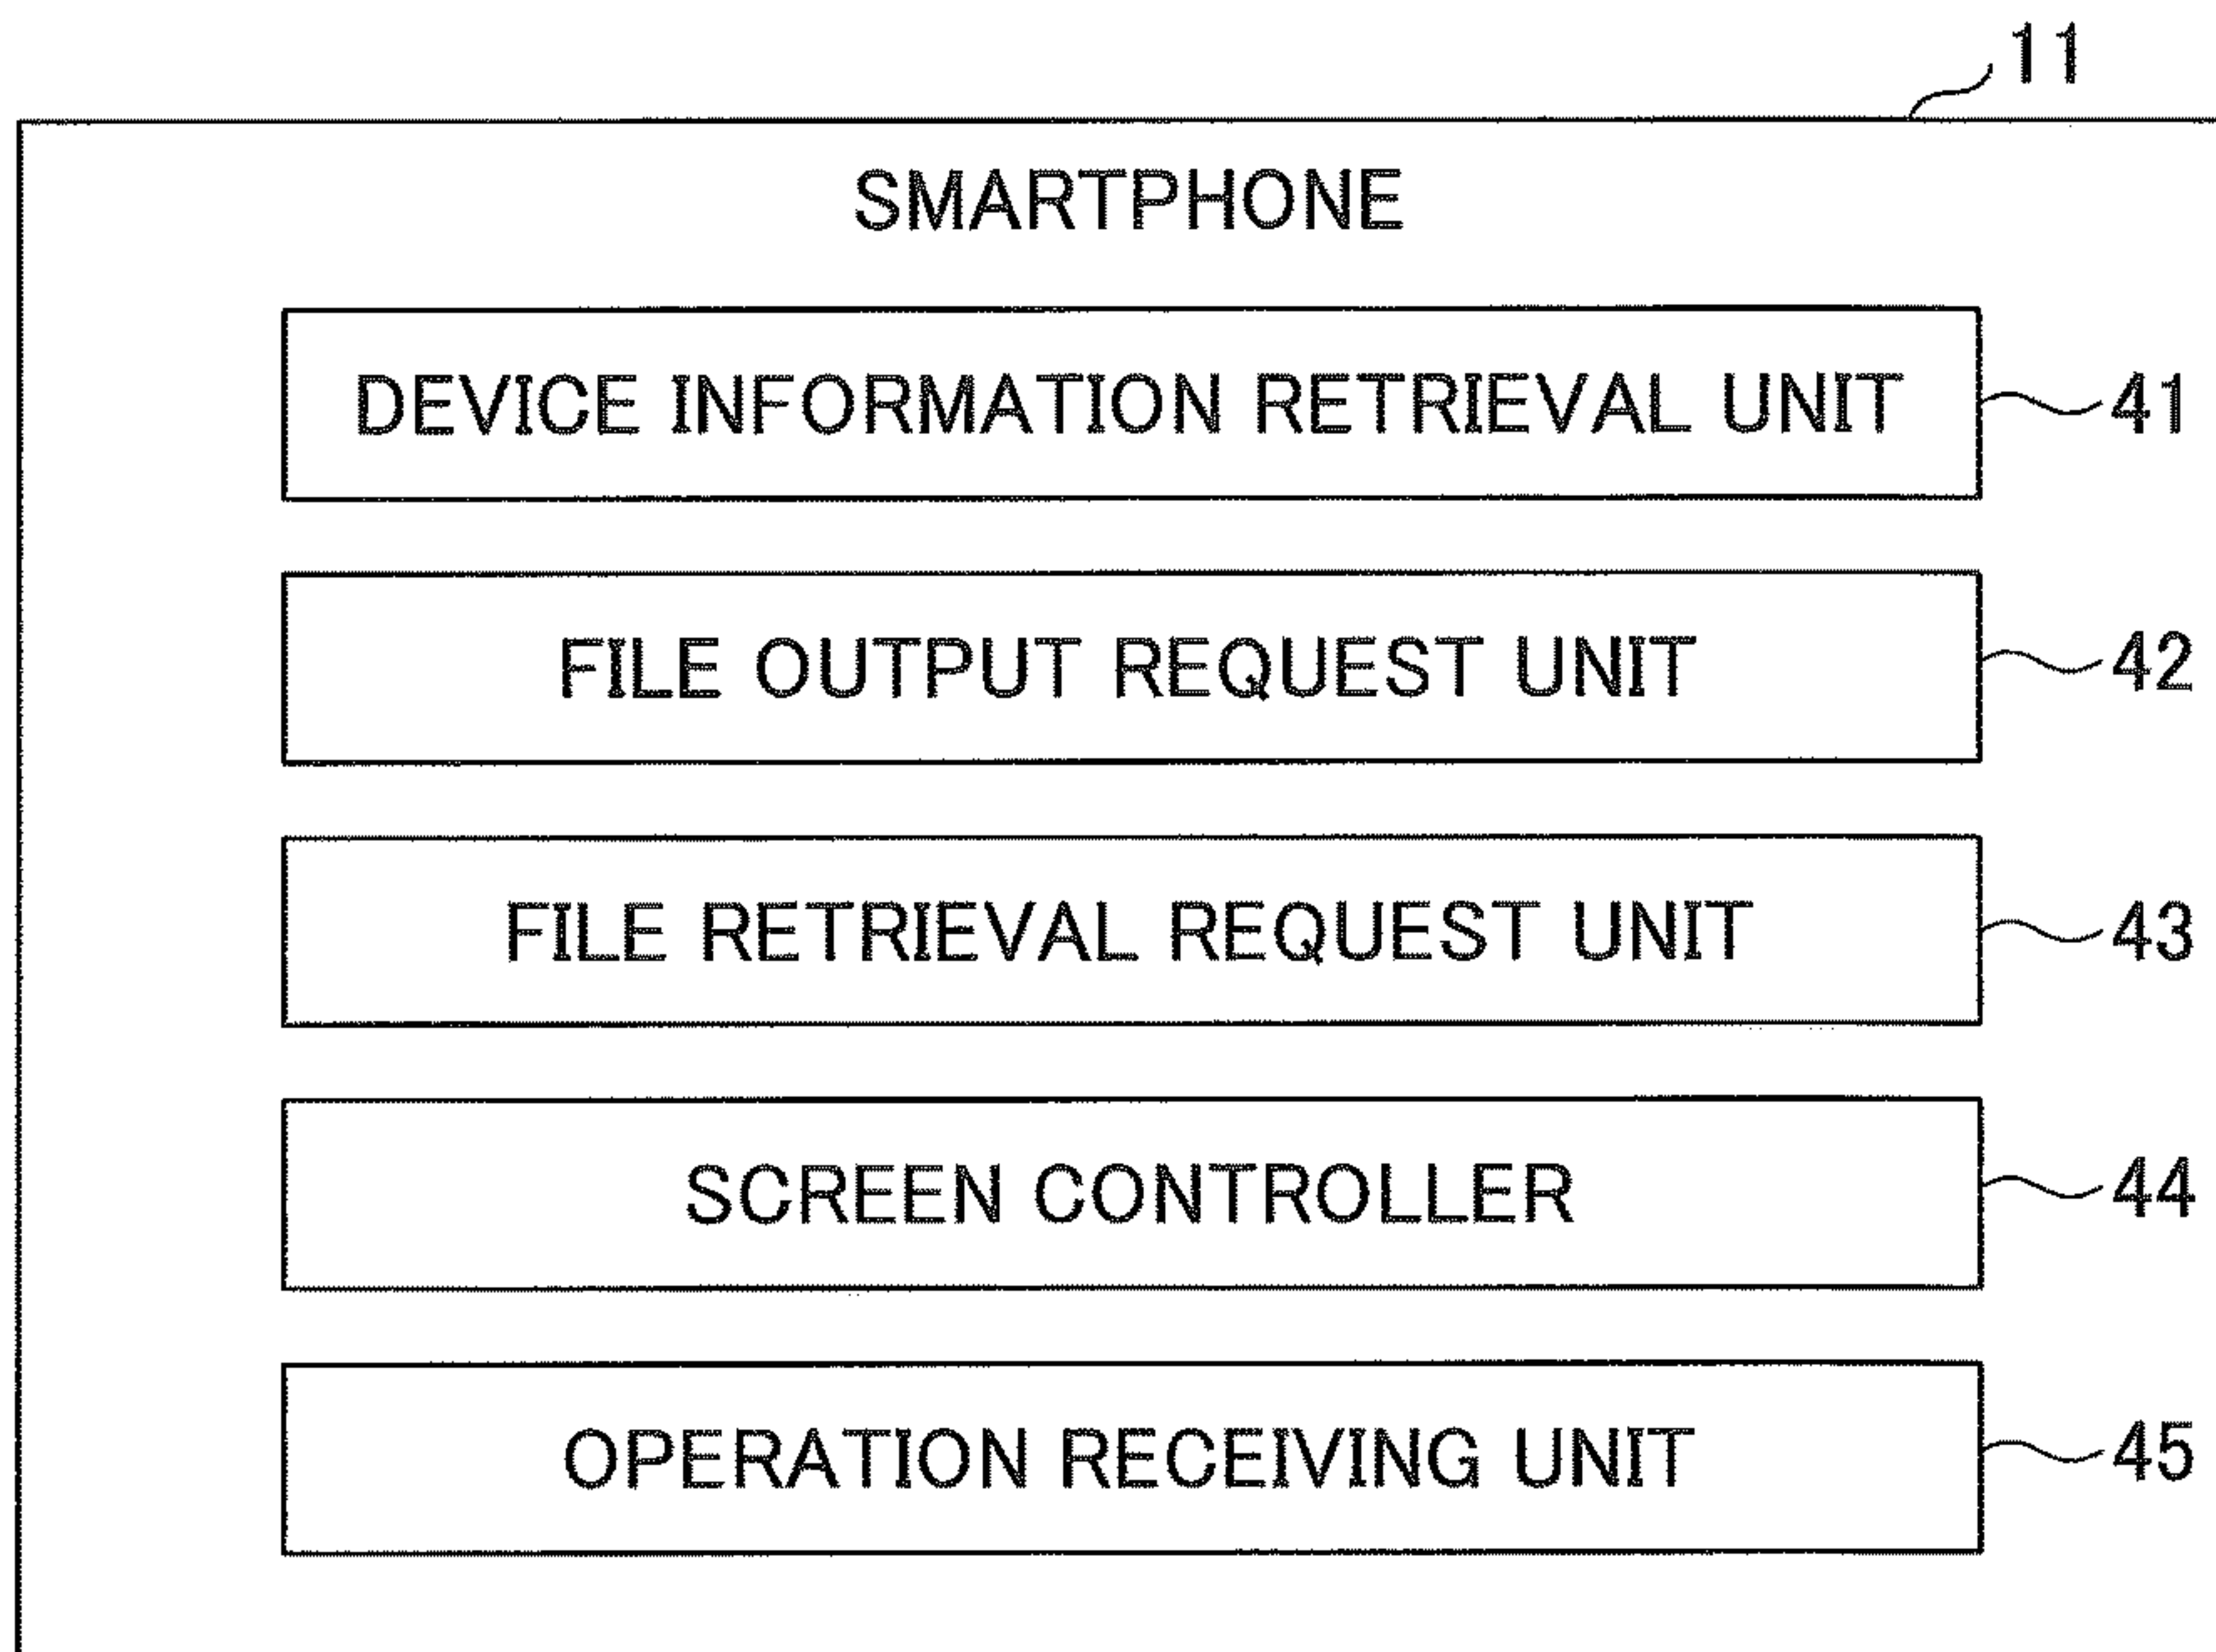 11
SMARTPHONE
DEVICE INFORMATION RETRIEVAL UNIT 41
FILE OUTPUT REQUEST UNIT 42
FILE RETRIEVAL REQUEST UNIT 43
SCREEN CONTROLLER 44
OPERATION RECEIVING UNIT 45